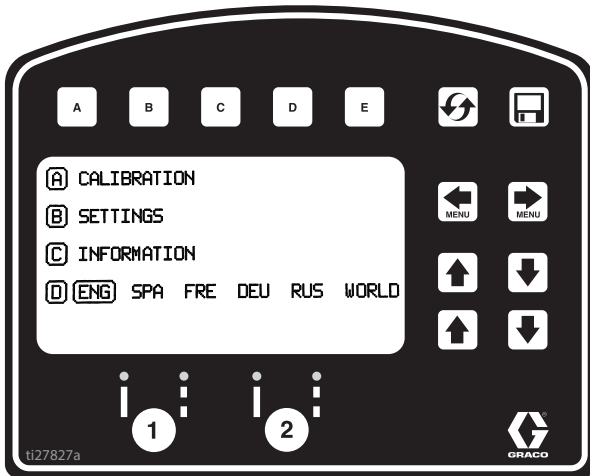 A B C D E
A CALIBRATION
MENU MENU
B SETTINGS
C INFORMATION
D ENG SPA FRE DEU RUS WORLD
1 2
ti27827a
GRACO